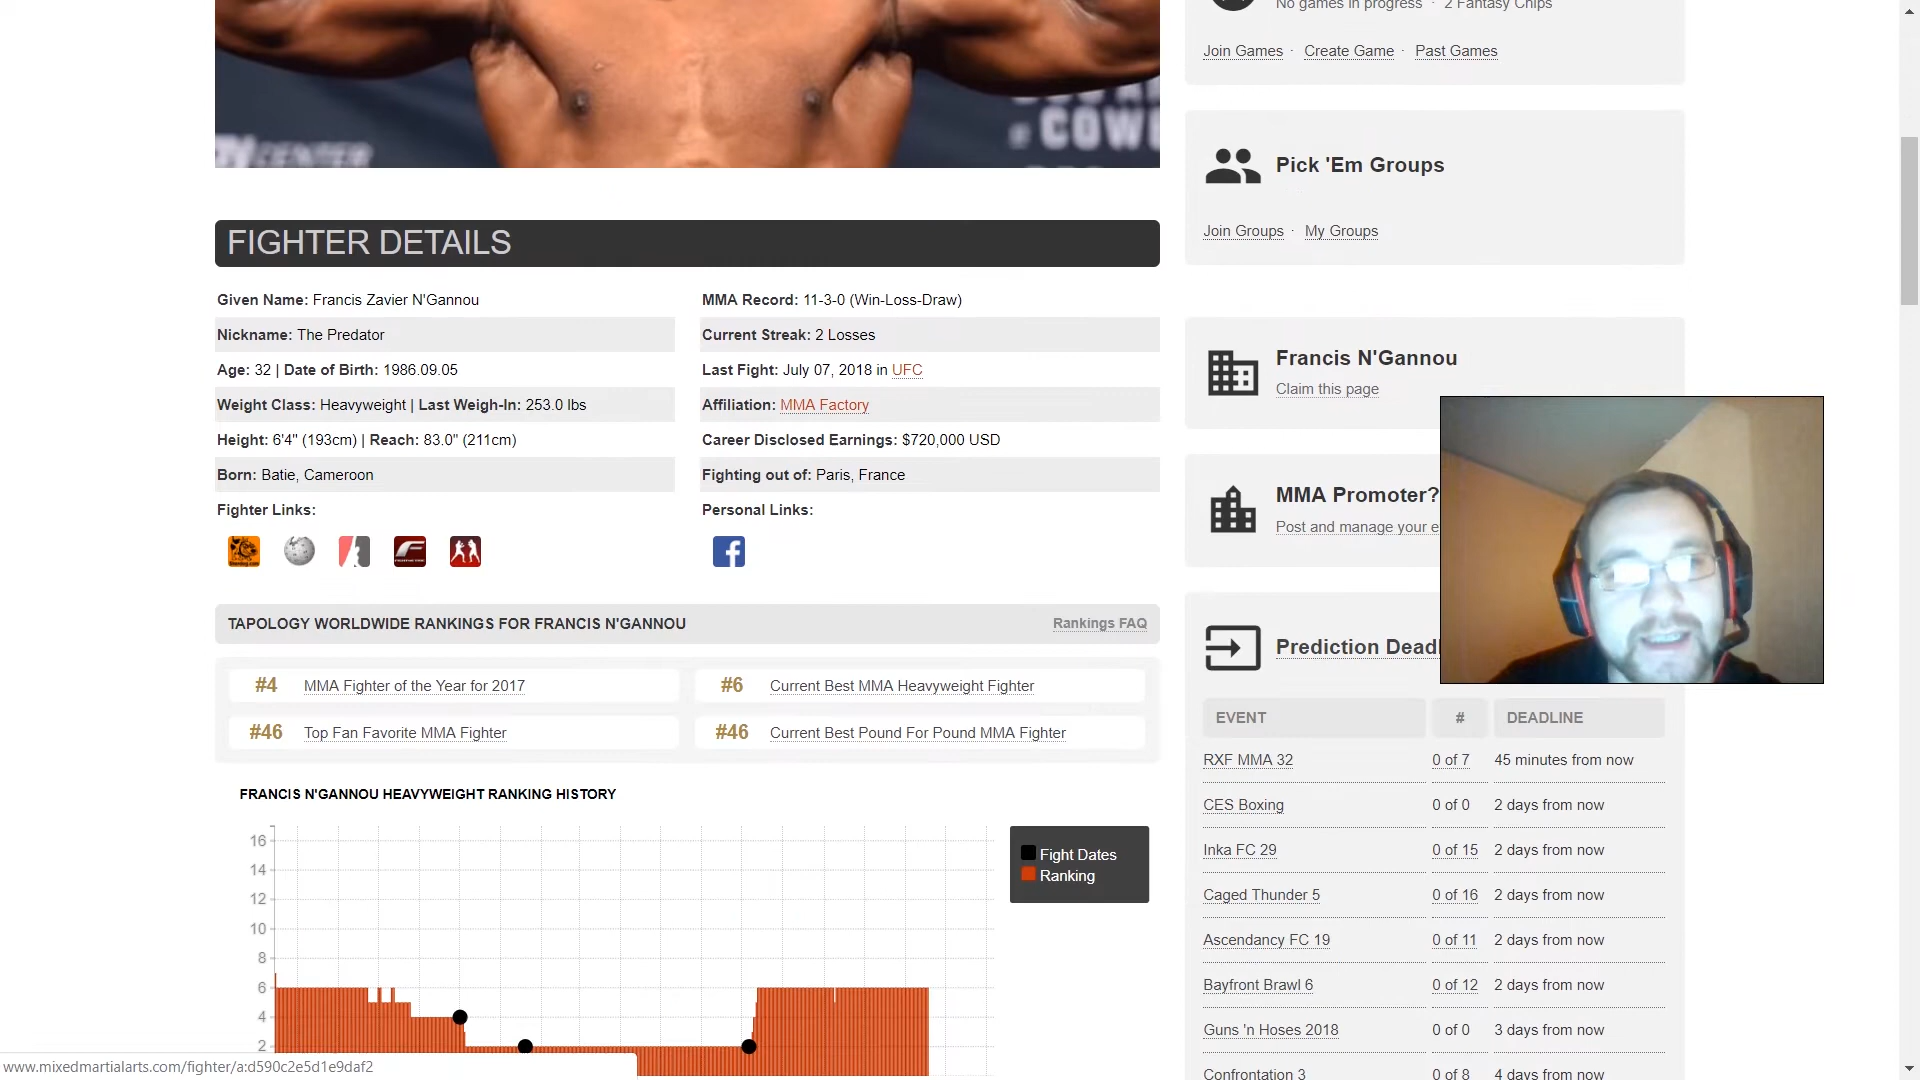 No games in progress · 2 Fantasy Chips
Join Games · Create Game · Past Games
CENTER
COW
Pick 'Em Groups
Join Groups · My Groups
FIGHTER DETAILS
Given Name: Francis Zavier N'Gannou
MMA Record: 11-3-0 (Win-Loss-Draw)
Nickname: The Predator
Current Streak: 2 Losses
Age: 32 | Date of Birth: 1986.09.05
Last Fight: July 07, 2018 in UFC
Weight Class: Heavyweight | Last Weigh-In: 253.0 lbs
Affiliation: MMA Factory
Height: 6'4" (193cm) | Reach: 83.0" (211cm)
Career Disclosed Earnings: $720,000 USD
Born: Batie, Cameroon
Fighting out of: Paris, France
Fighter Links:
Personal Links:
Francis N'Gannou
Claim this page
MMA Promoter?
Post and manage your e
TAPOLOGY WORLDWIDE RANKINGS FOR FRANCIS N'GANNOU
Rankings FAQ
#4 MMA Fighter of the Year for 2017
#6 Current Best MMA Heavyweight Fighter
#46 Top Fan Favorite MMA Fighter
#46 Current Best Pound For Pound MMA Fighter
FRANCIS N'GANNOU HEAVYWEIGHT RANKING HISTORY
16
14
12
10
8
6
4
2
Fight Dates
Ranking
Prediction Deadl
EVENT # DEADLINE
RXF MMA 32 0 of 7 45 minutes from now
CES Boxing 0 of 0 2 days from now
Inka FC 29 0 of 15 2 days from now
Caged Thunder 5 0 of 16 2 days from now
Ascendancy FC 19 0 of 11 2 days from now
Bayfront Brawl 6 0 of 12 2 days from now
Guns 'n Hoses 2018 0 of 0 3 days from now
Confrontation 3 0 of 8 4 days from now
www.mixedmartialarts.com/fighter/a:d590c2e5d1e9daf2